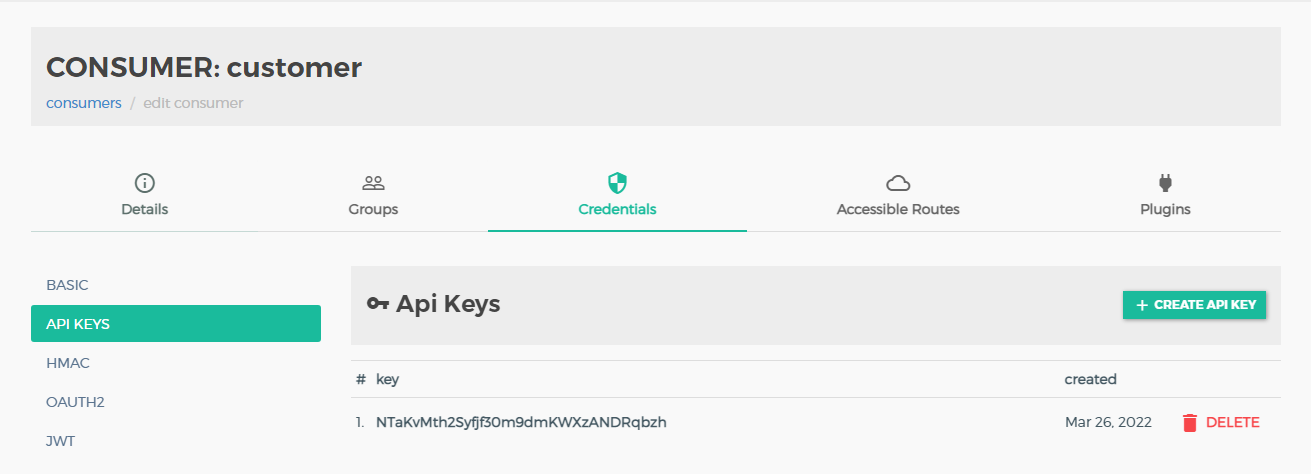 CONSUMER: customer
consumers / edit consumer
Details Groups Credentials Accessible Routes Plugins
BASIC
API KEYS
HMAC
OAUTH2
JWT
Api Keys
+ CREATE API KEY
# key created
1. NTaKvMth2Syfjf30m9dmKWXzANDRqbzh Mar 26, 2022 DELETE